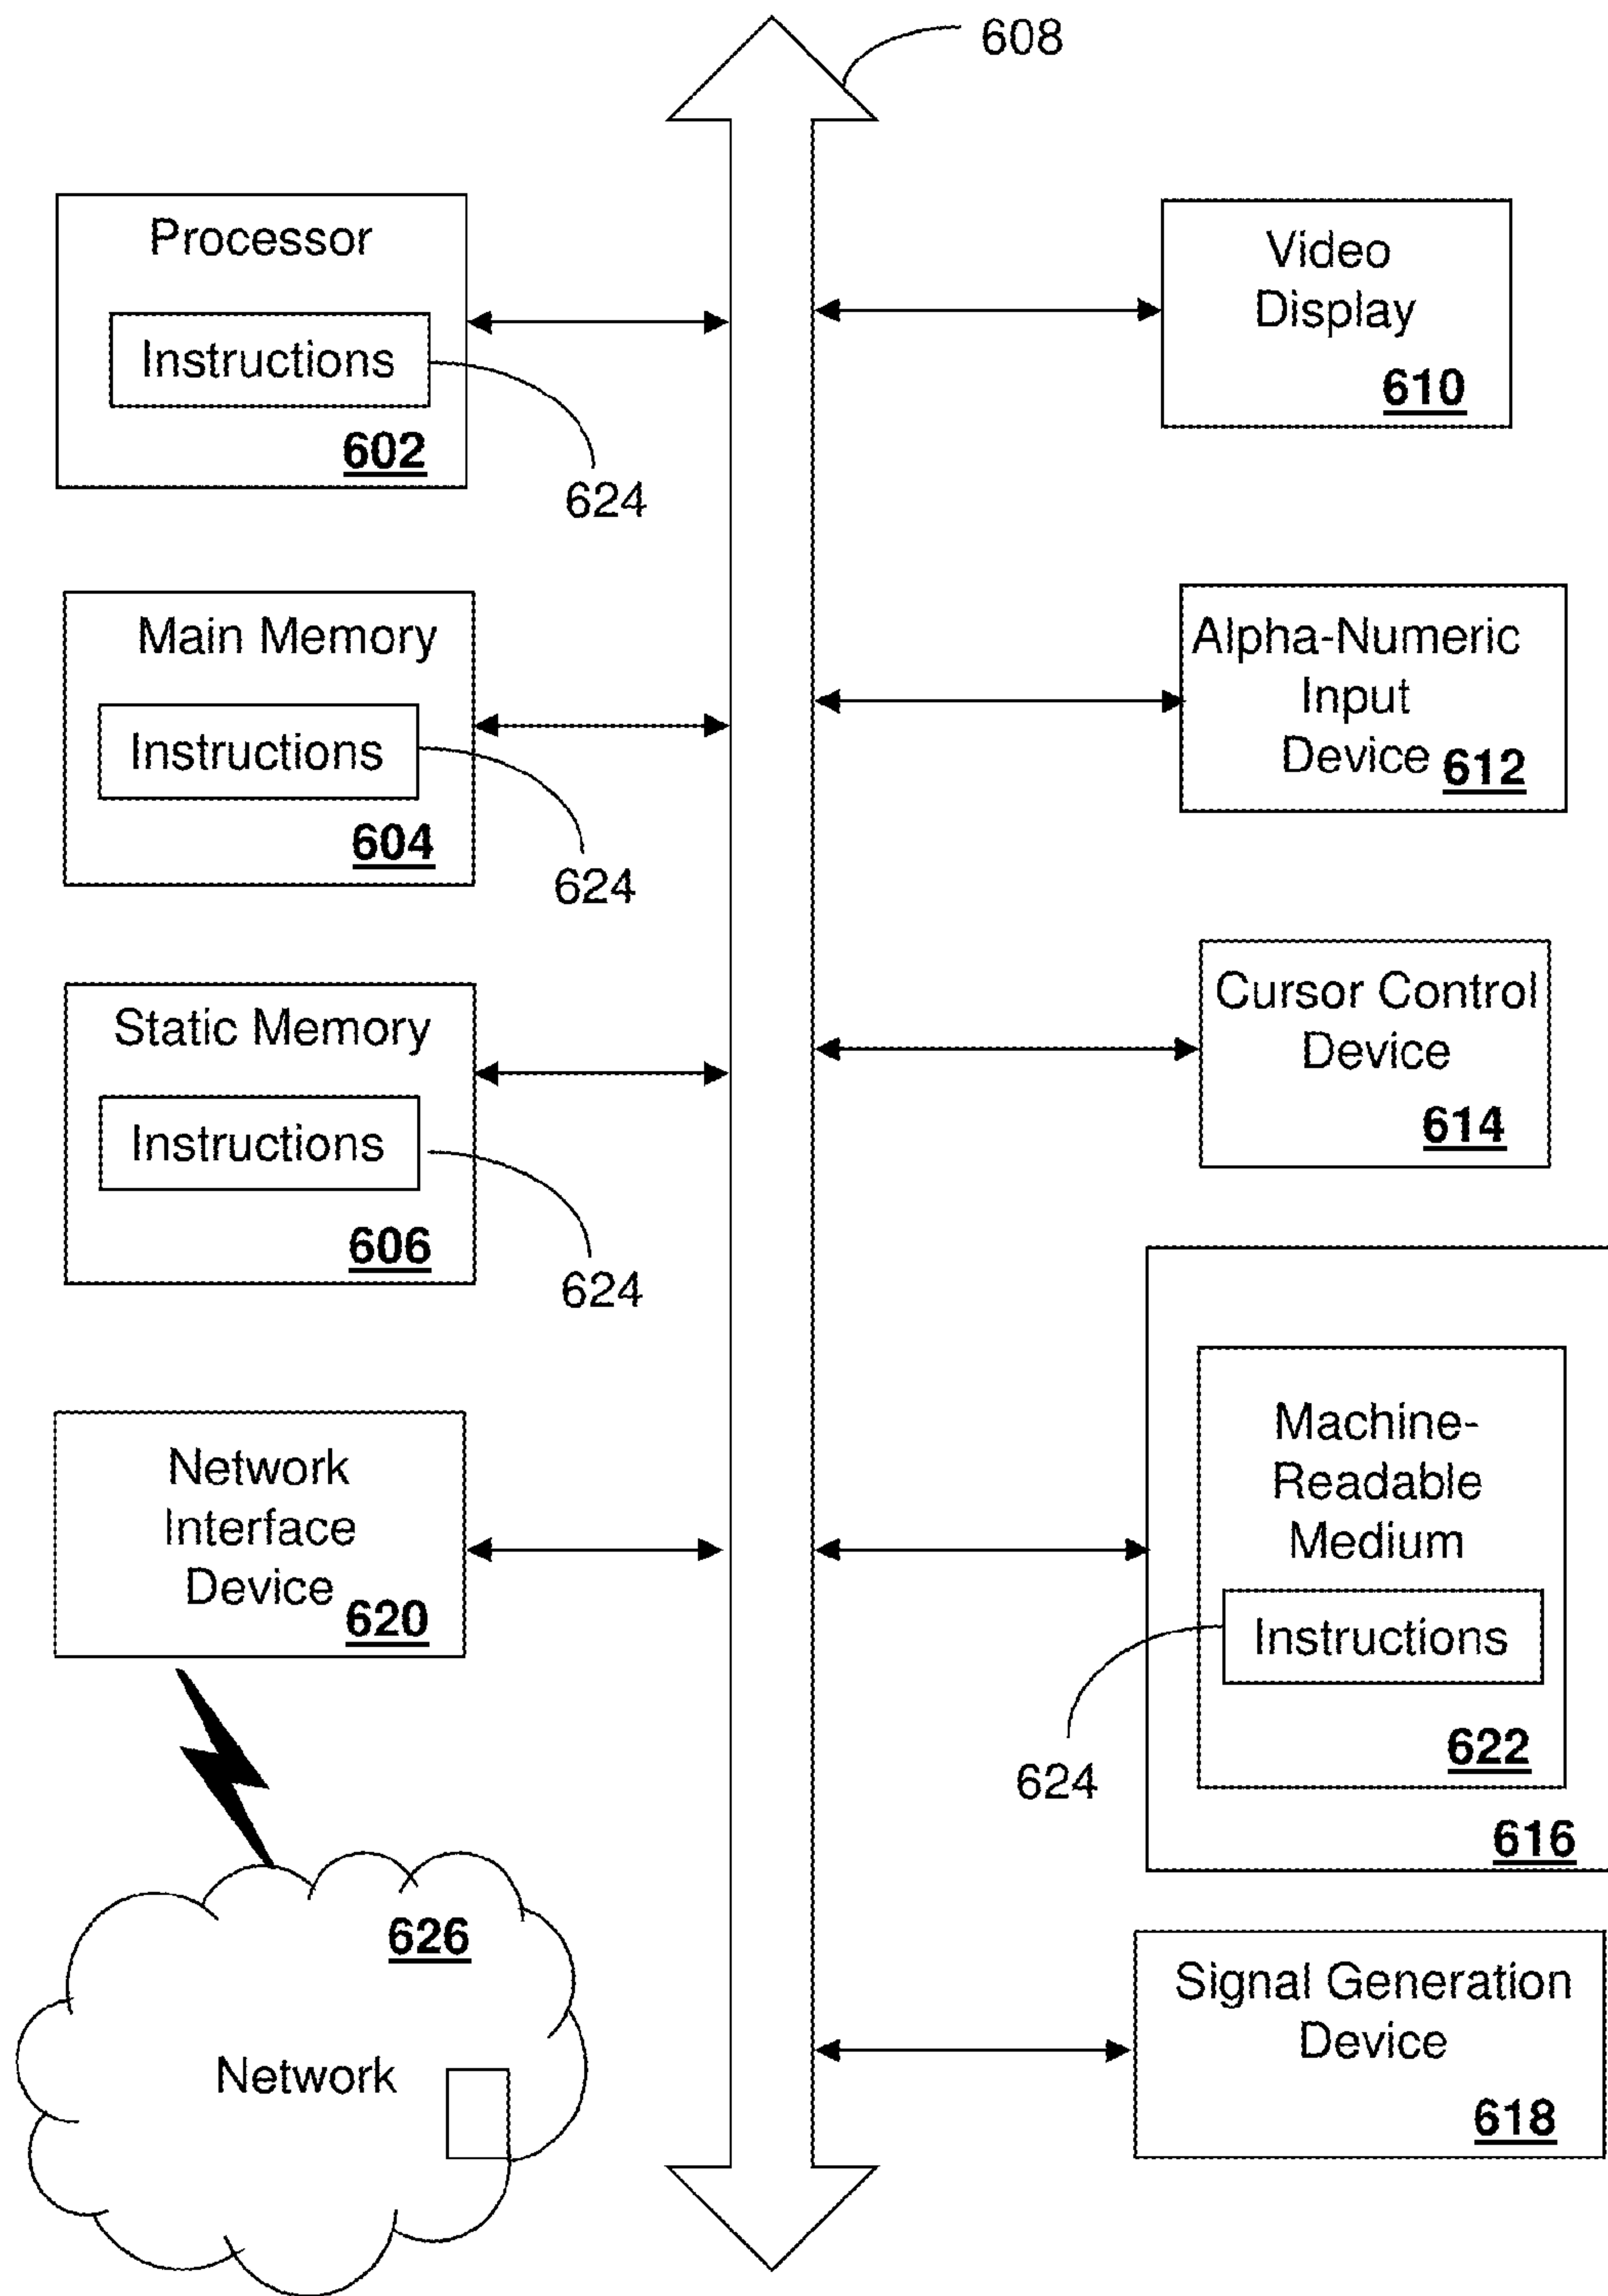 608
Processor
Instructions
602
624
Main Memory
Instructions
604
624
Static Memory
Instructions
606
624
Network
Interface
Device
620
626
Network
Video
Display
610
Alpha-Numeric
Input
Device 612
Cursor Control
Device
614
Machine-
Readable
Medium
Instructions
622
624
616
Signal Generation
Device
618